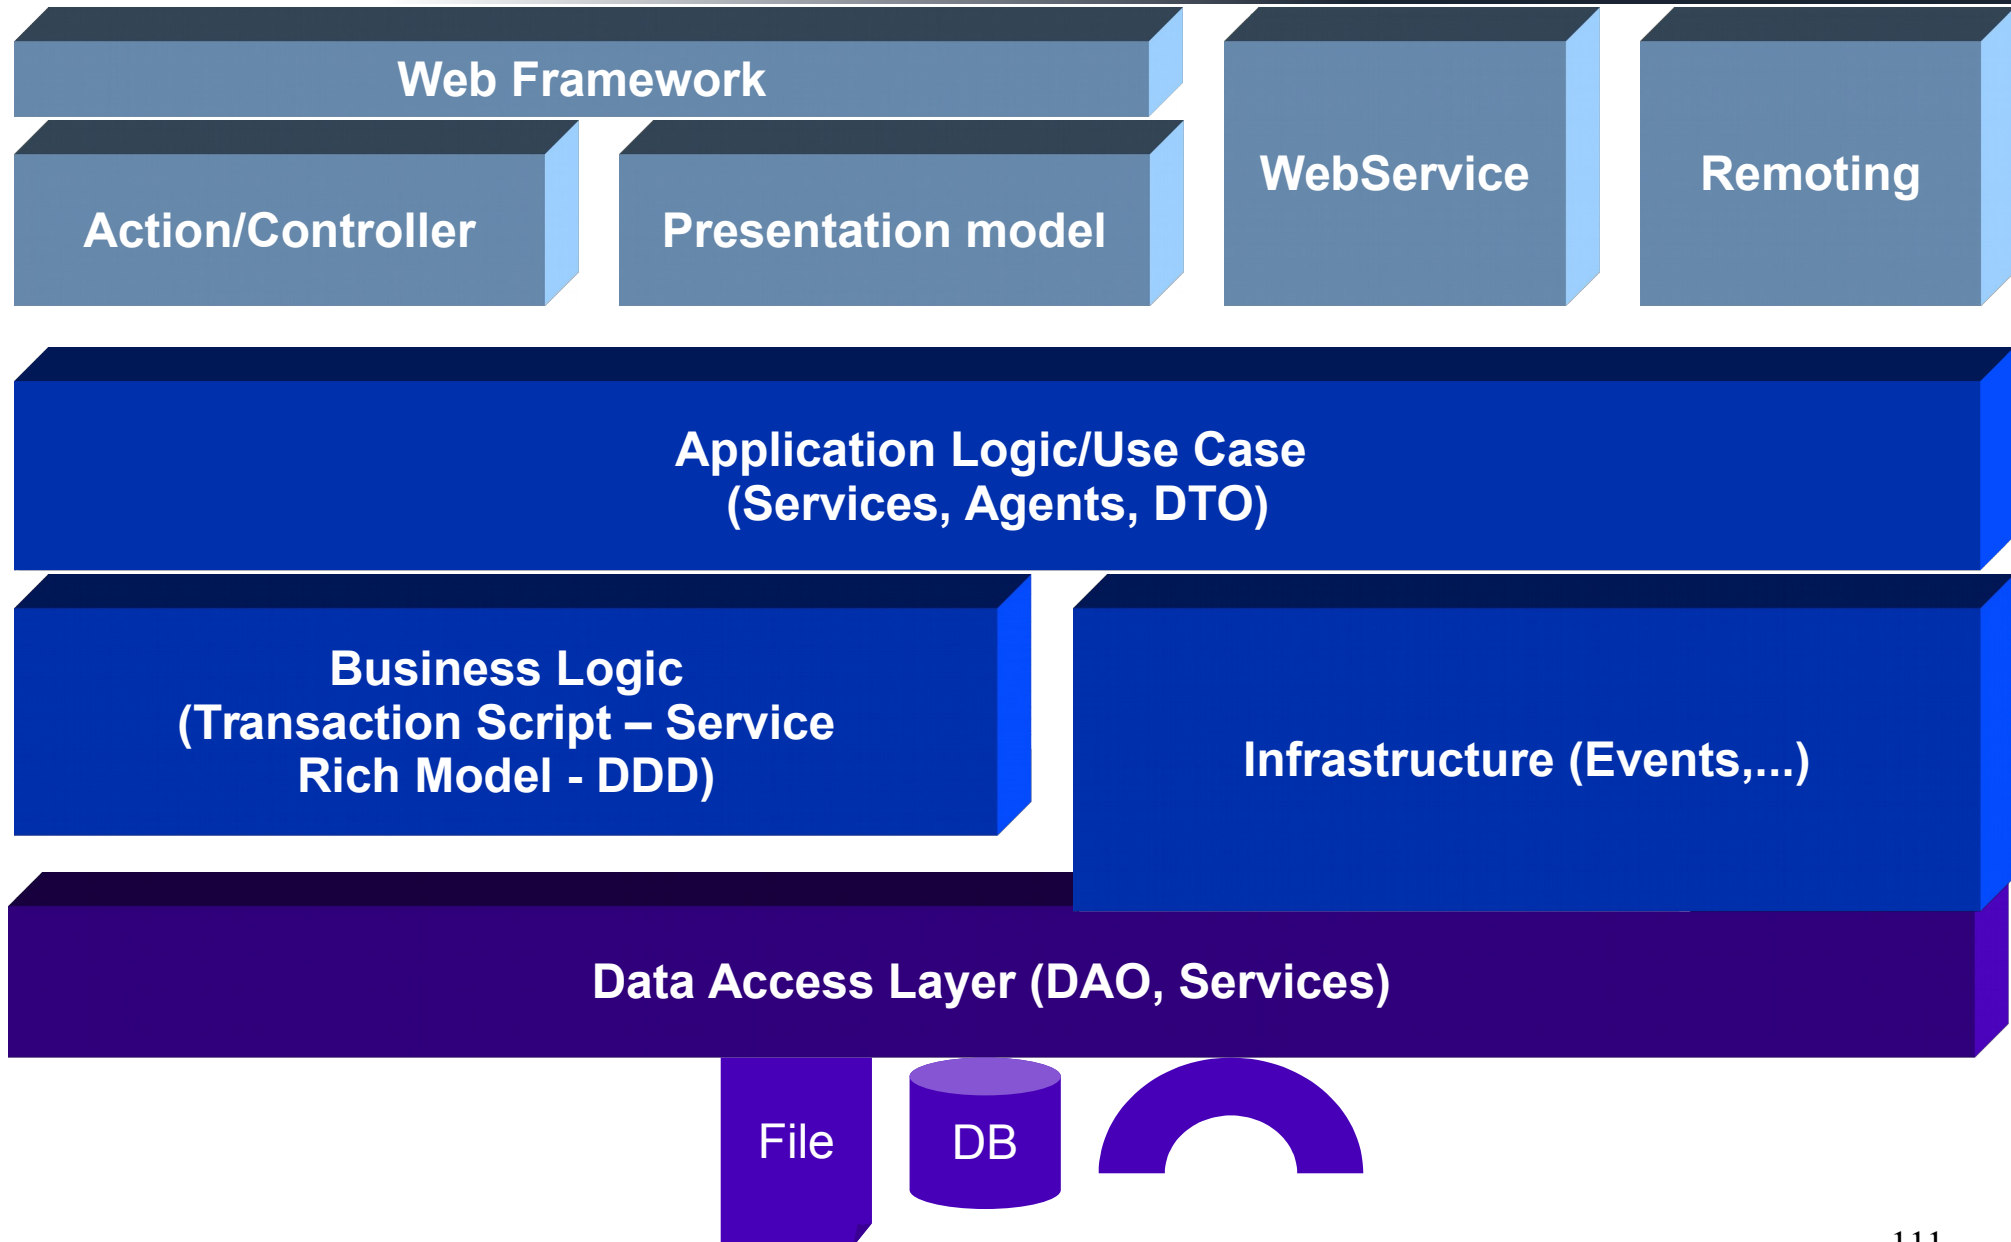 Web Framework
Action/Controller
Presentation model
WebService
Remoting
Application Logic/Use Case
(Services, Agents, DTO)
Business Logic
(Transaction Script – Service
Rich Model - DDD)
Infrastructure (Events,...)
Data Access Layer (DAO, Services)
File
DB
111